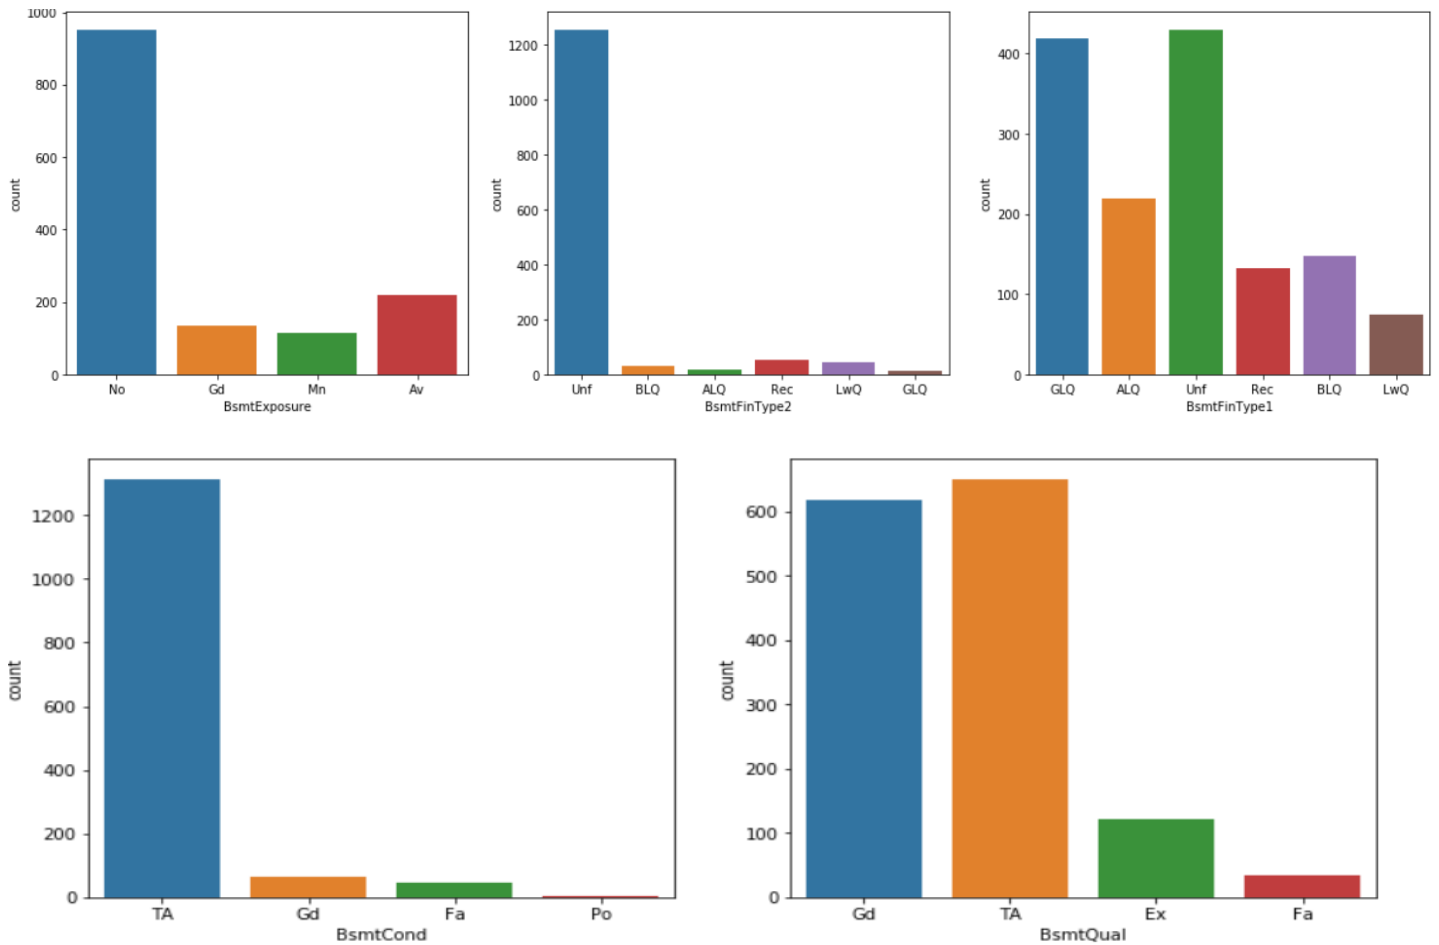 1000
800
600
400
200
0
count
No Gd Mn Av
BsmtExposure
1200
1000
800
600
400
200
0
count
Unf BLQ ALQ Rec LwQ GLQ
BsmtFinType2
400
300
200
100
0
count
GLQ ALQ Unf Rec BLQ LwQ
BsmtFinType1
1200
1000
800
600
400
200
0
count
TA Gd Fa Po
BsmtCond
600
500
400
300
200
100
0
count
Gd TA Ex Fa
BsmtQual